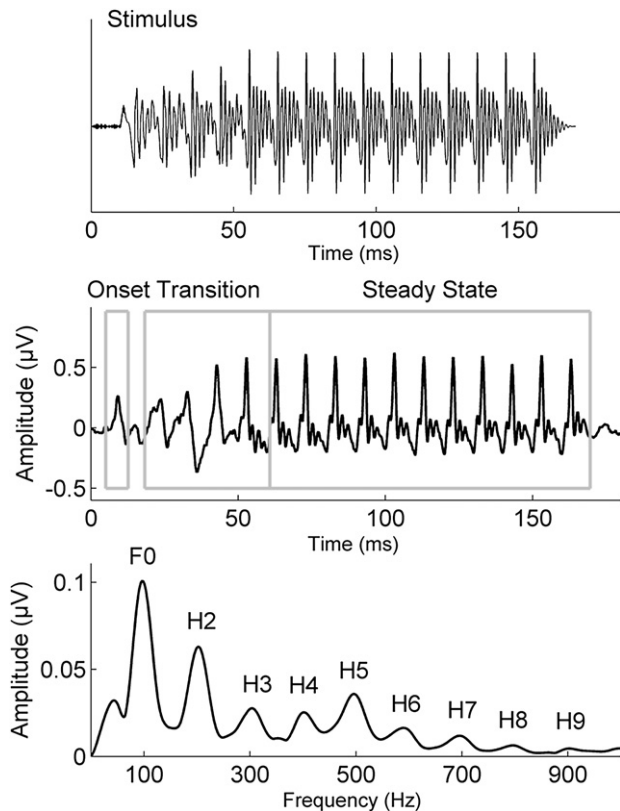 Stimulus
0 50 100 150
Time (ms)
Onset Transition Steady State
Amplitude (µV)
0.5
0
-0.5
0 50 100 150
Time (ms)
Amplitude (µV)
0.1
0.05
0
F0
H2
H3 H4 H5 H6 H7 H8 H9
100 300 500 700 900
Frequency (Hz)